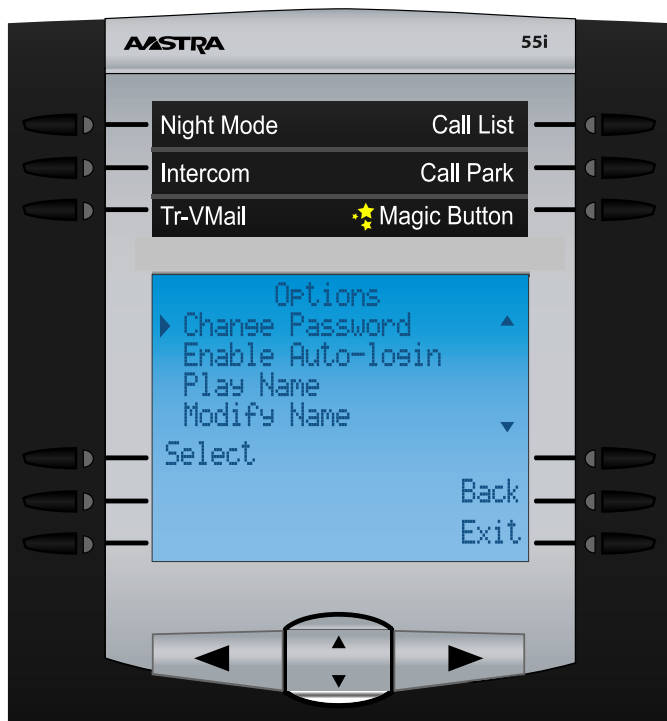 AASTRA 55i
Night Mode Call List
Intercom Call Park
Tr-VMail Magic Button
Options
Change Password
Enable Auto-login
Play Name
Modify Name
Select
Back
Exit